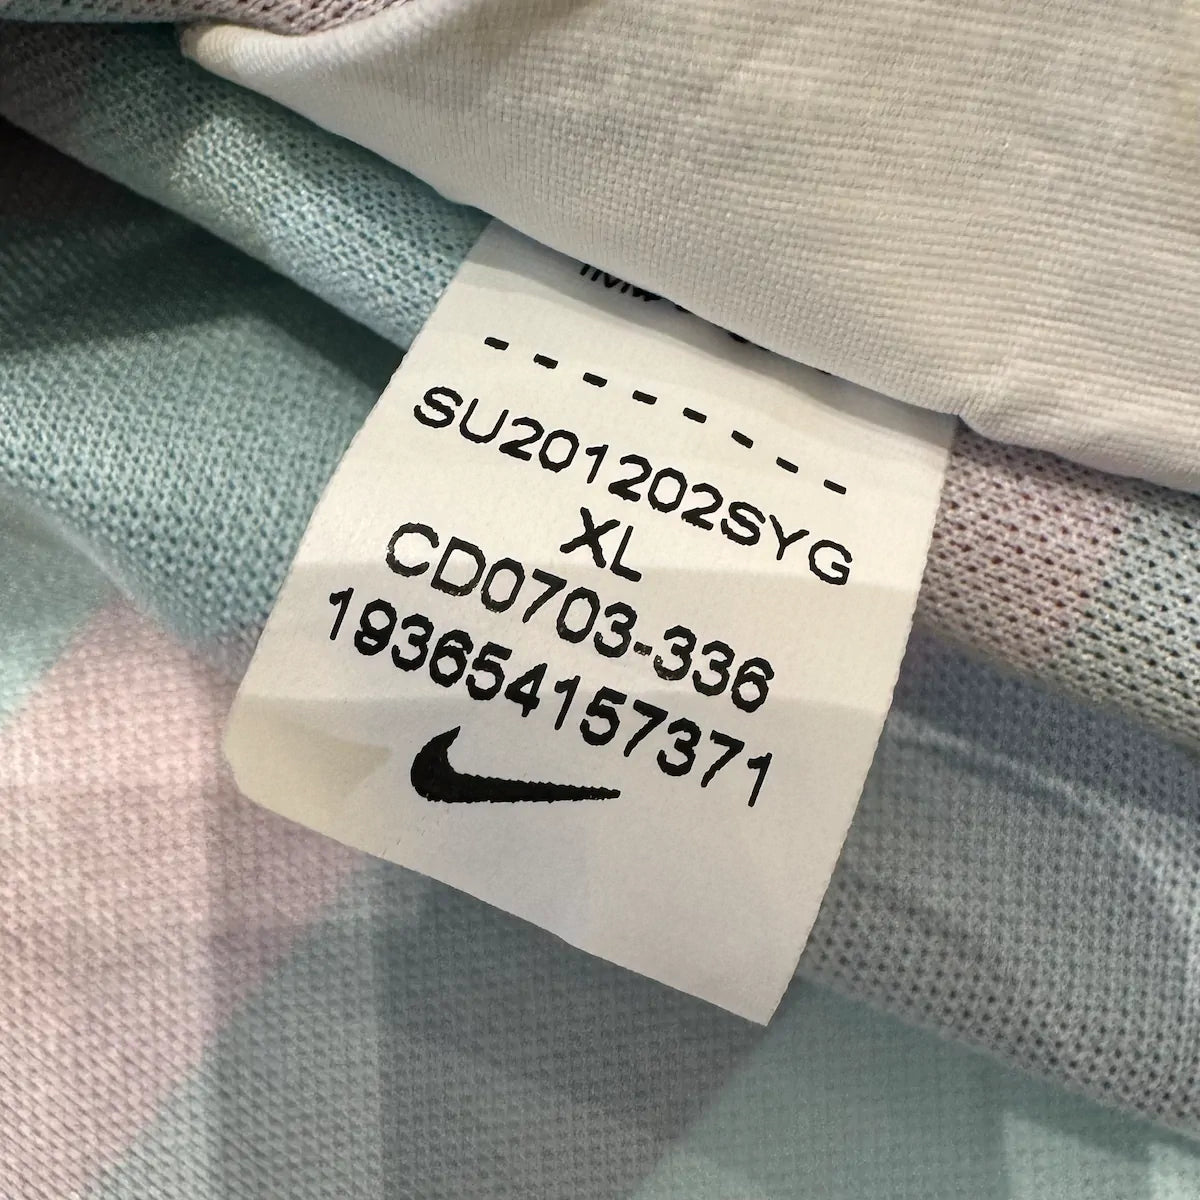 - - - - - - - -
SU201202SYG
XL
CD0703-336
193654157371